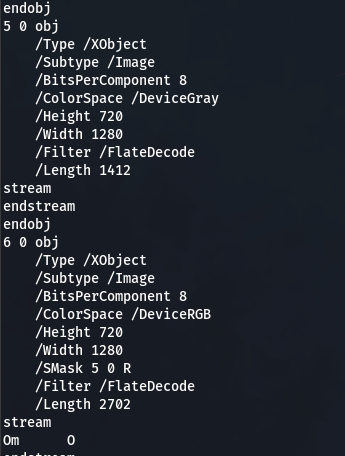 endobj
5 0 obj
/Type /XObject
/Subtype /Image
/BitsPerComponent 8
/ColorSpace /DeviceGray
/Height 720
/Width 1280
/Filter /FlateDecode
/Length 1412
stream
endstream
endobj
6 0 obj
/Type /XObject
/Subtype /Image
/BitsPerComponent 8
/ColorSpace /DeviceRGB
/Height 720
/Width 1280
/SMask 5 0 R
/Filter /FlateDecode
/Length 2702
stream
Om      O